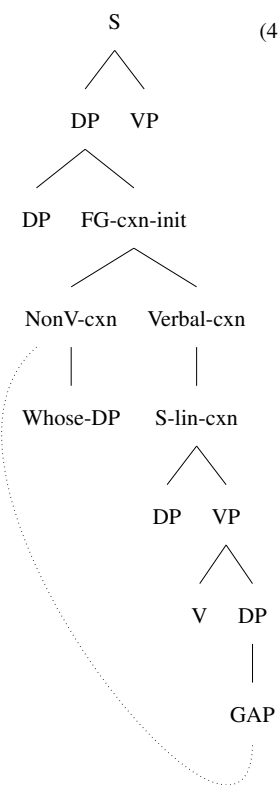 S (4
DP VP
DP FG-cxn-init
NonV-cxn Verbal-cxn
Whose-DP S-lin-cxn
DP VP
V DP
GAP